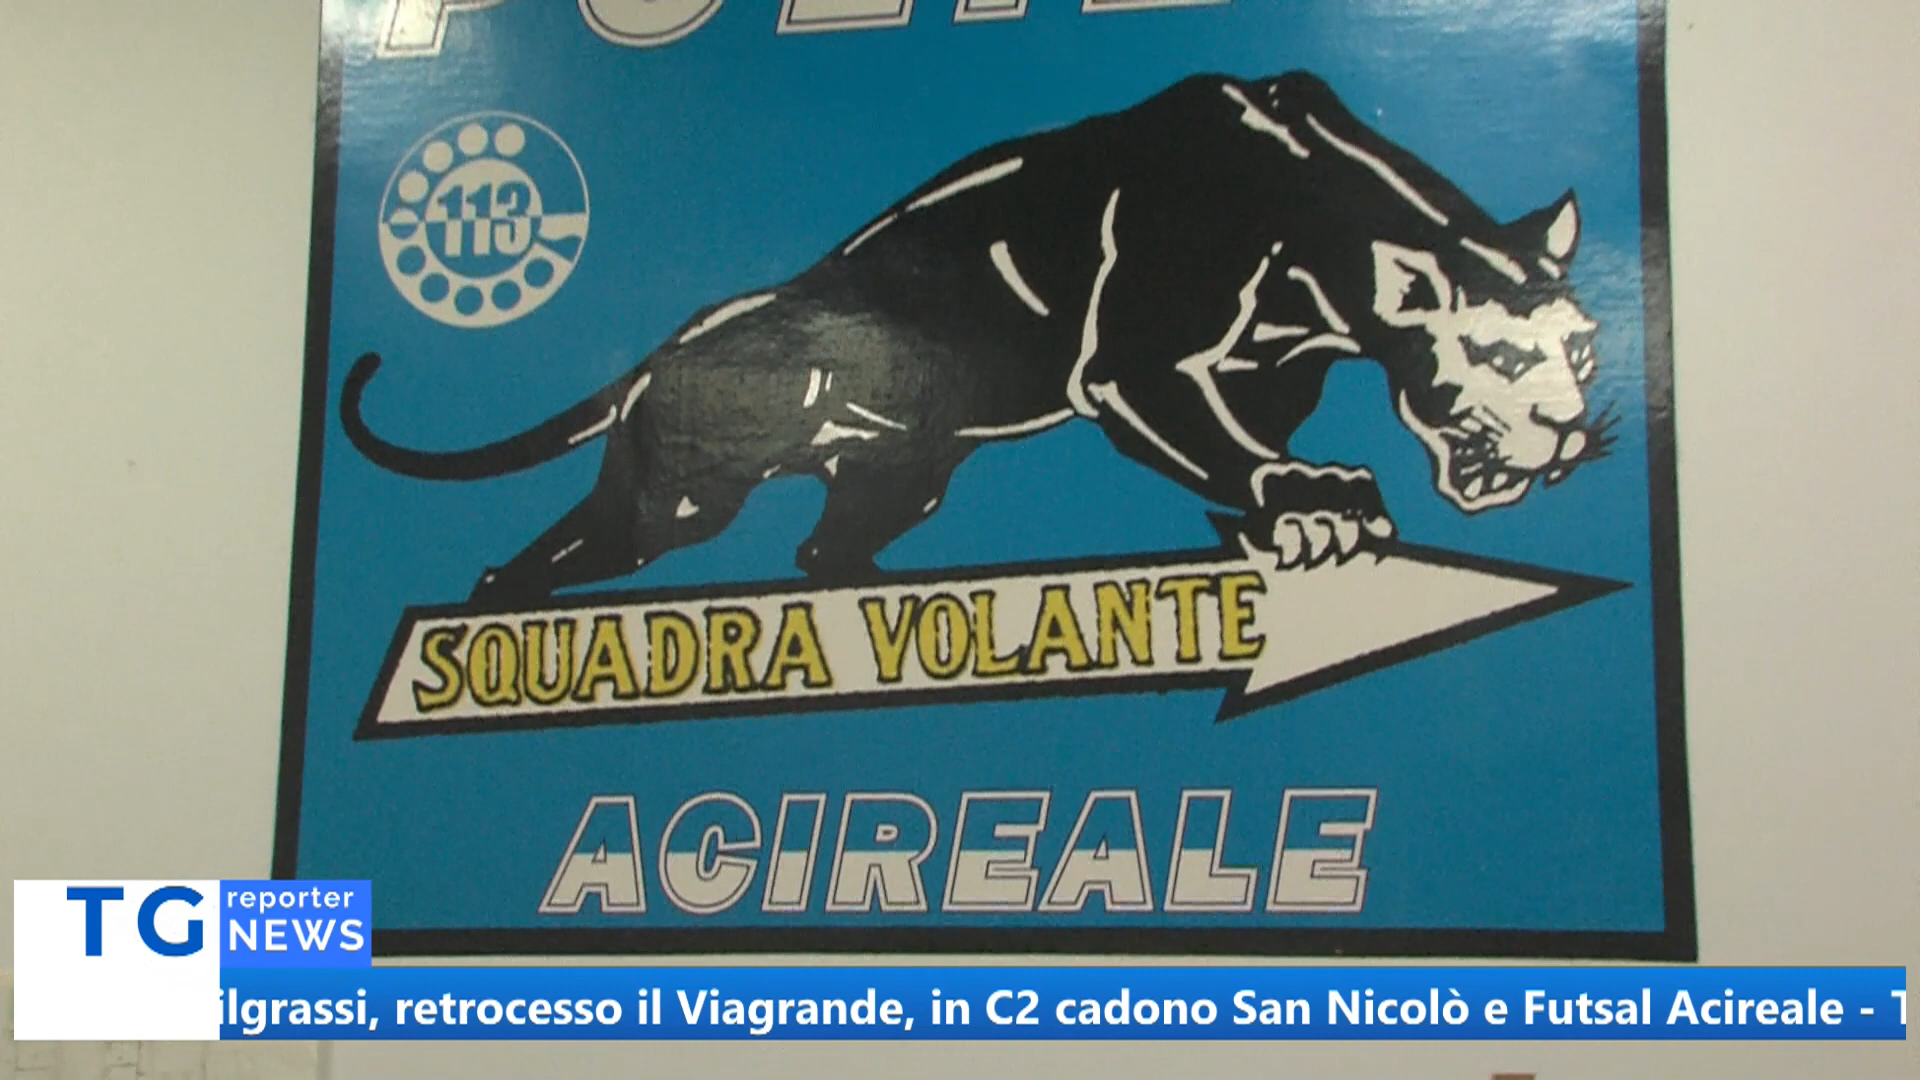 113
SQUADRA VOLANTE
ACIREALE
TG reporter
NEWS
ilgrassi, retrocesso il Viagrande, in C2 cadono San Nicolò e Futsal Acireale -